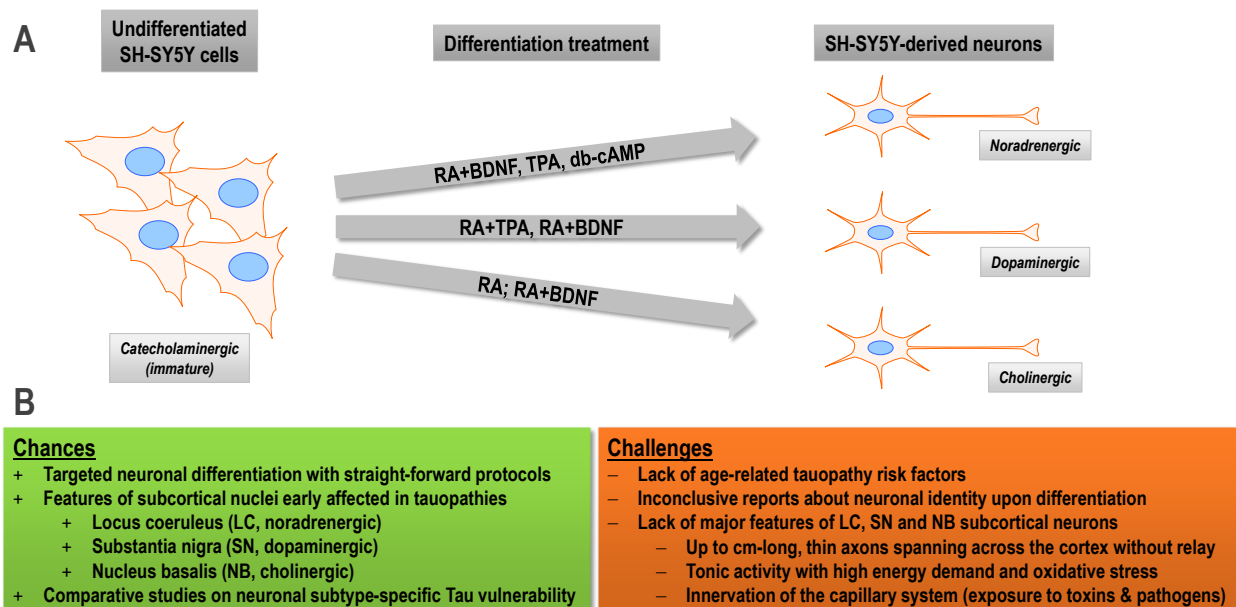 A
Undifferentiated
SH-SY5Y cells
Differentiation treatment
SH-SY5Y-derived neurons
RA+BDNF, TPA, db-cAMP
Noradrenergic
RA+TPA, RA+BDNF
Dopaminergic
RA; RA+BDNF
Catecholaminergic
(immature)
Cholinergic
B
Chances
+ Targeted neuronal differentiation with straight-forward protocols
+ Features of subcortical nuclei early affected in tauopathies
+ Locus coeruleus (LC, noradrenergic)
+ Substantia nigra (SN, dopaminergic)
+ Nucleus basalis (NB, cholinergic)
+ Comparative studies on neuronal subtype-specific Tau vulnerability
Challenges
– Lack of age-related tauopathy risk factors
– Inconclusive reports about neuronal identity upon differentiation
– Lack of major features of LC, SN and NB subcortical neurons
– Up to cm-long, thin axons spanning across the cortex without relay
– Tonic activity with high energy demand and oxidative stress
– Innervation of the capillary system (exposure to toxins & pathogens)